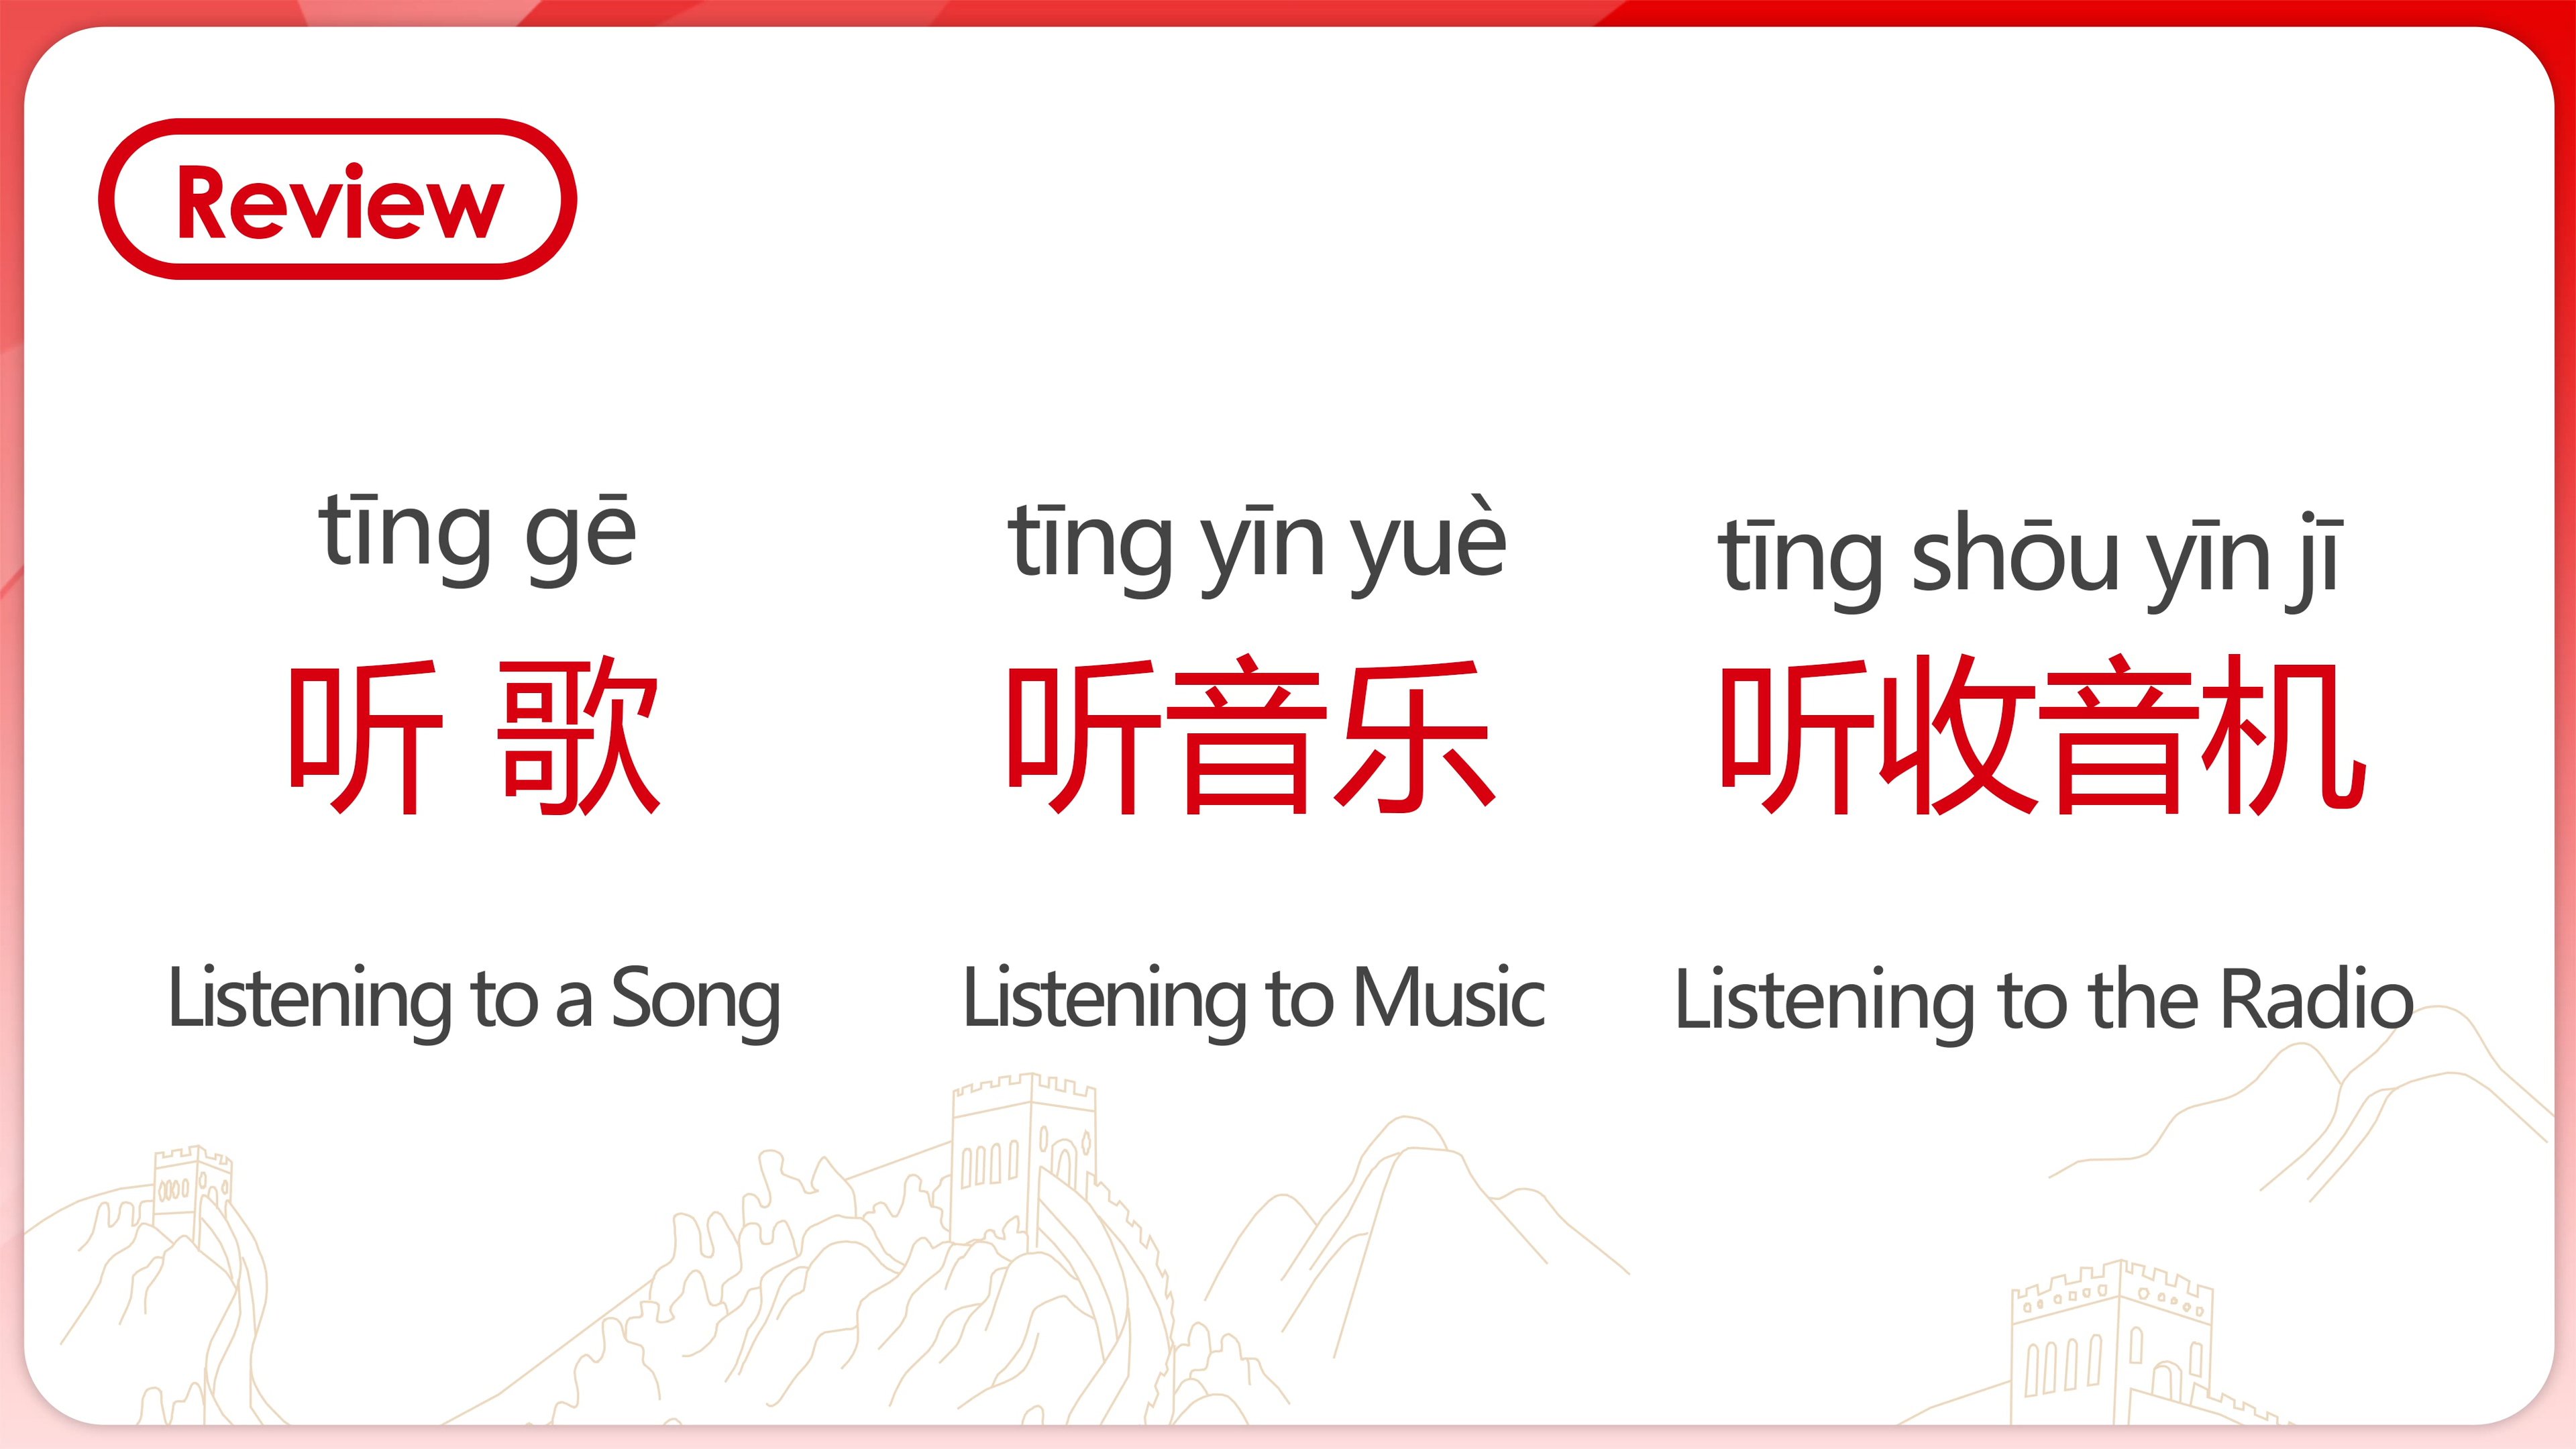 Review
tīng gē
听 歌
Listening to a Song
tīng yīn yuè
听音乐
Listening to Music
tīng shōu yīn jī
听收音机
Listening to the Radio